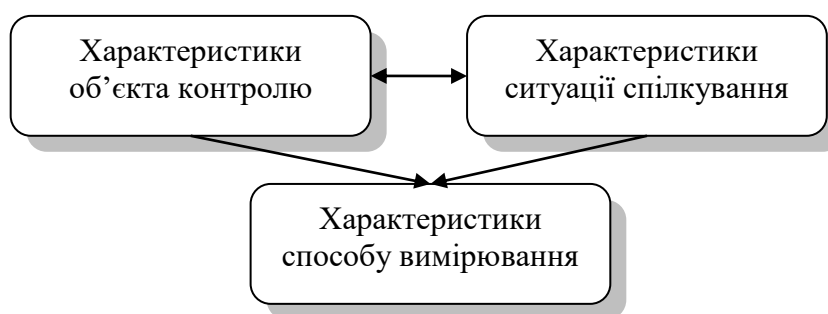 Характеристики
об’єкта контролю
Характеристики
ситуації спілкування
Характеристики
способу вимірювання